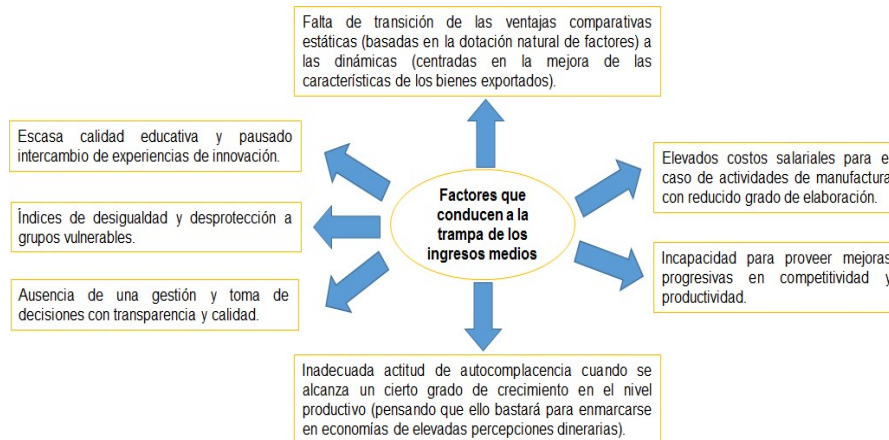 Falta de transición de las ventajas comparativas
estáticas (basadas en la dotación natural de factores) a
las dinámicas (centradas en la mejora de las
características de los bienes exportados).
Escasa calidad educativa y pausado
intercambio de experiencias de innovación.
Elevados costos salariales para e
caso de actividades de manufactura
con reducido grado de elaboración.
Factores que
conducen a la
trampa de los
ingresos medios
Índices de desigualdad y desprotección a
grupos vulnerables.
Incapacidad para proveer mejoras
progresivas en competitividad y
productividad.
Ausencia de una gestión y toma de
decisiones con transparencia y calidad.
Inadecuada actitud de autocomplacencia cuando se
alcanza un cierto grado de crecimiento en el nivel
productivo (pensando que ello bastará para enmarcarse
en economías de elevadas percepciones dinerarias).